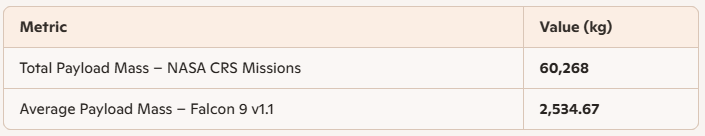 Metric Value (kg)
Total Payload Mass – NASA CRS Missions 60,268
Average Payload Mass – Falcon 9 v1.1 2,534.67